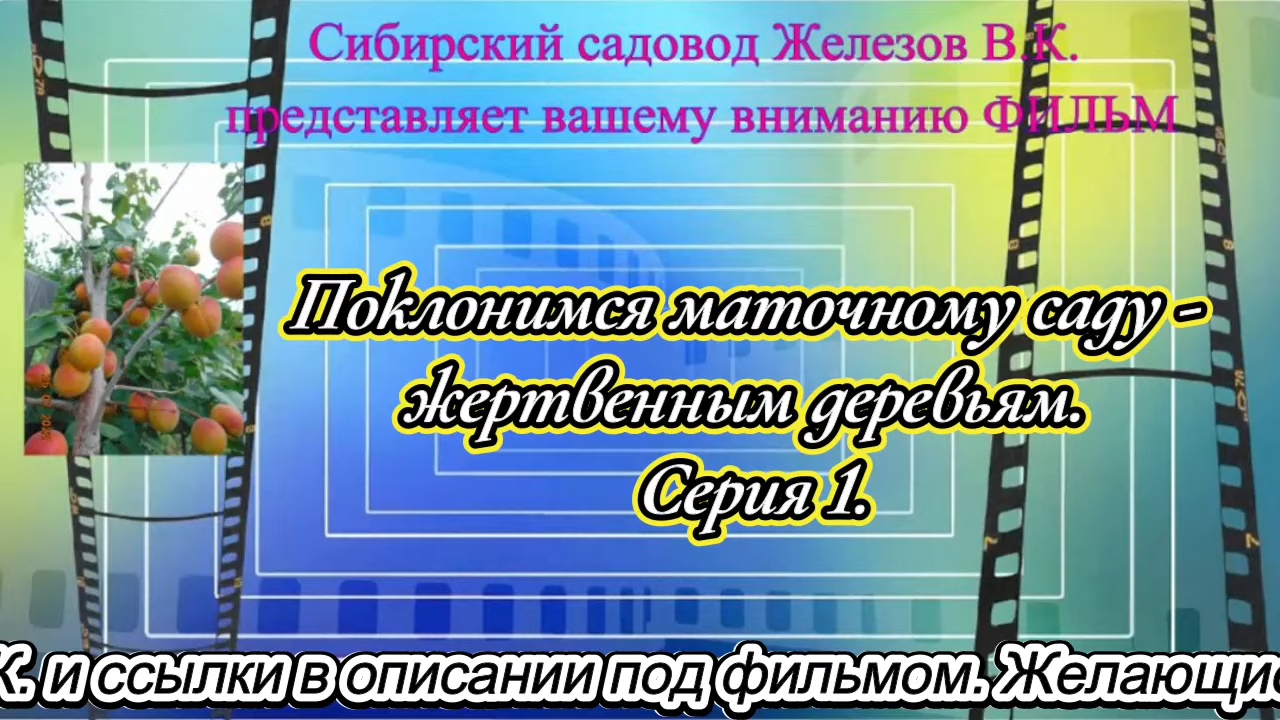 Сибирский садовод Железов В.К.
представляет вашему вниманию ФИЛЬМ
Поклонимся маточному саду -
жертвенным деревьям.
Серия 1.
К. и ссылки в описании под фильмом. Желающие